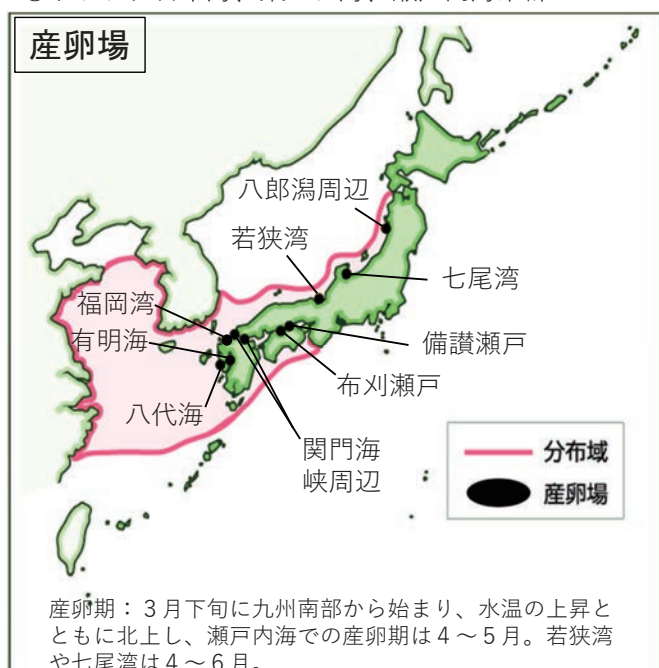 産卵場
八郎潟周辺
若狭湾
七尾湾
福岡湾
有明海
備讃瀬戸
布刈瀬戸
八代海
関門海
峡周辺
分布域
産卵場
産卵期：３月下旬に九州南部から始まり、水温の上昇と
ともに北上し、瀬戸内海での産卵期は４～５月。若狭湾
や七尾湾は４～６月。